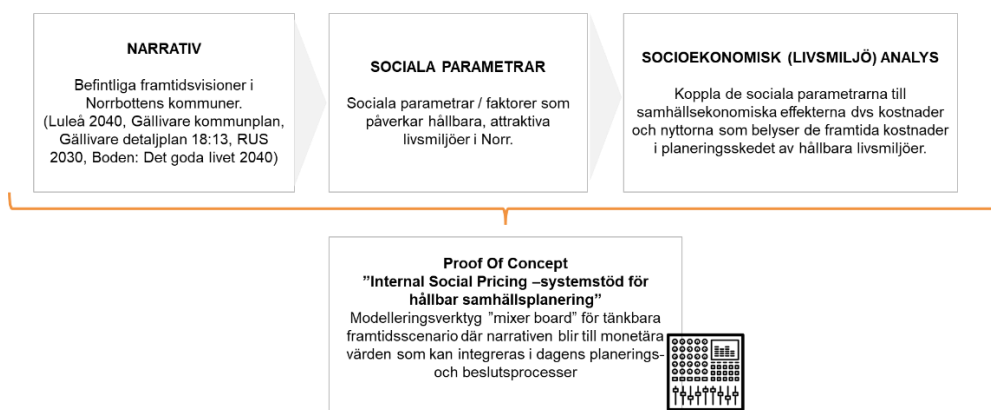 NARRATIV
Befintliga framtidsvisioner i
Norrbottens kommuner.
(Luleå 2040, Gällivare kommunplan,
Gällivare detaljplan 18:13, RUS
2030, Boden: Det goda livet 2040)
SOCIALA PARAMETRAR
Sociala parametrar / faktorer som
påverkar hållbara, attraktiva
livsmiljöer i Norr.
SOCIOEKONOMISK (LIVSMILJÖ) ANALYS
Koppla de sociala parametrarna till
samhällsekonomiska effekterna dvs kostnader
och nyttorna som belyser de framtida kostnader
i planeringsskedet av hållbara livsmiljöer.
Proof Of Concept
”Internal Social Pricing –systemstöd för
hållbar samhällsplanering”
Modelleringsverktyg ”mixer board” för tänkbara
framtidsscenario där narrativen blir till monetära
värden som kan integreras i dagens planerings-
och beslutsprocesser